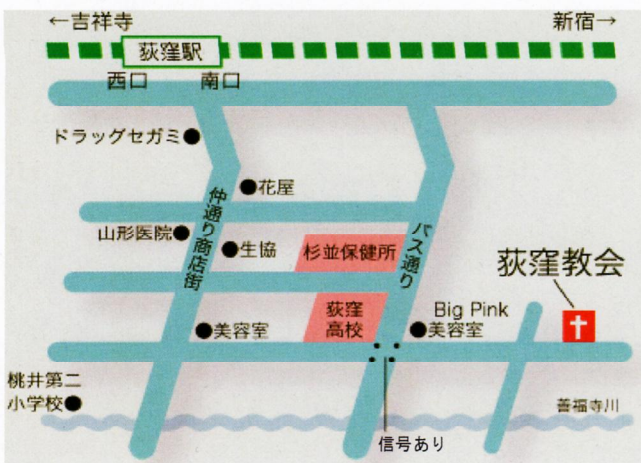 ←吉祥寺
新宿→
荻窪駅
西口
南口
ドラッグセガミ
花屋
仲通り商店街
バス通り
山形医院
生協
杉並保健所
荻窪教会
荻窪
高校
Big Pink
美容室
美容室
桃井第二
小学校
善福寺川
信号あり